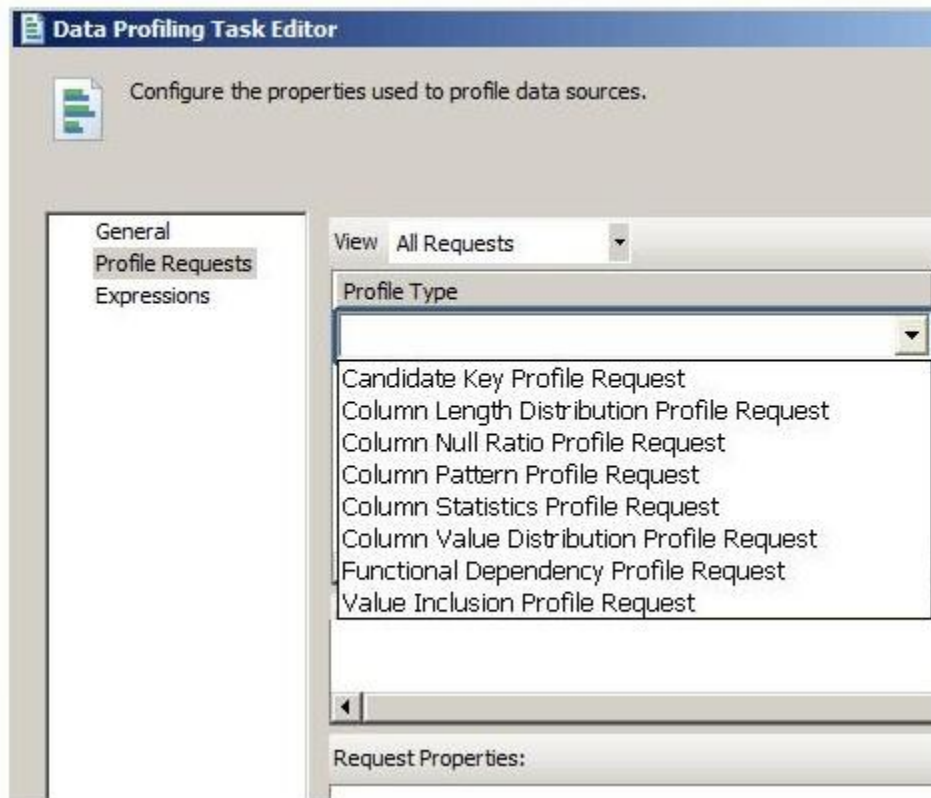 Data Profiling Task Editor
Configure the properties used to profile data sources.
General
Profile Requests
Expressions
View All Requests
Profile Type
Candidate Key Profile Request
Column Length Distribution Profile Request
Column Null Ratio Profile Request
Column Pattern Profile Request
Column Statistics Profile Request
Column Value Distribution Profile Request
Functional Dependency Profile Request
Value Inclusion Profile Request
Request Properties: